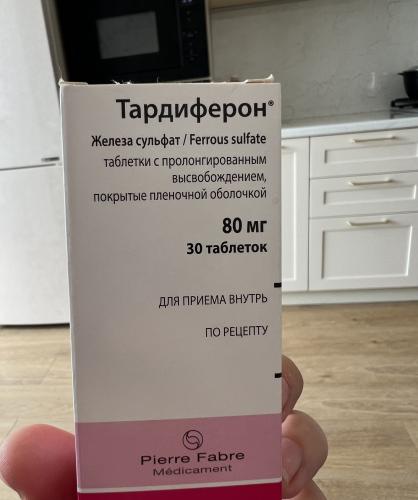 Тардиферон®
Железа сульфат / Ferrous sulfate
таблетки с пролонгированным
высвобождением,
покрытые пленочной оболочкой
80 мг
30 таблеток
ДЛЯ ПРИЕМА ВНУТРЬ
ПО РЕЦЕПТУ
Pierre Fabre
Médicament